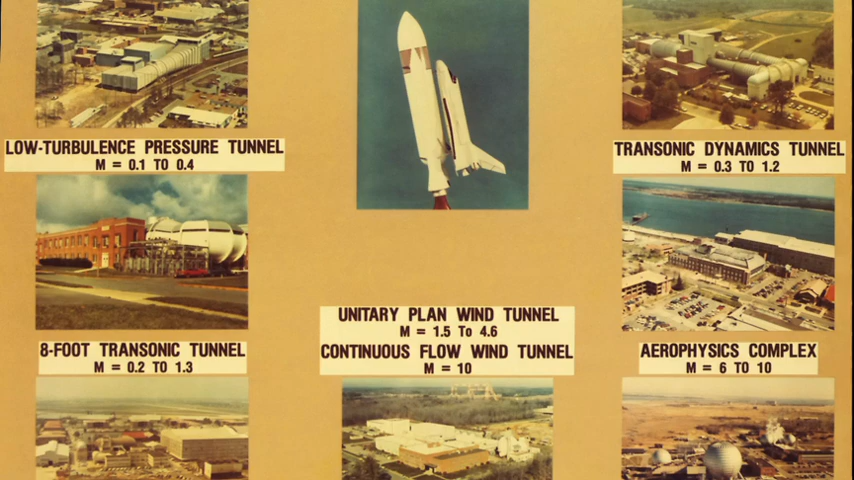 LOW-TURBULENCE PRESSURE TUNNEL
M = 0.1 TO 0.4
TRANSONIC DYNAMICS TUNNEL
M = 0.3 TO 1.2
UNITARY PLAN WIND TUNNEL
M = 1.5 To 4.6
8-FOOT TRANSONIC TUNNEL
M = 0.2 TO 1.3
CONTINUOUS FLOW WIND TUNNEL
M = 10
AEROPHYSICS COMPLEX
M = 6 TO 10